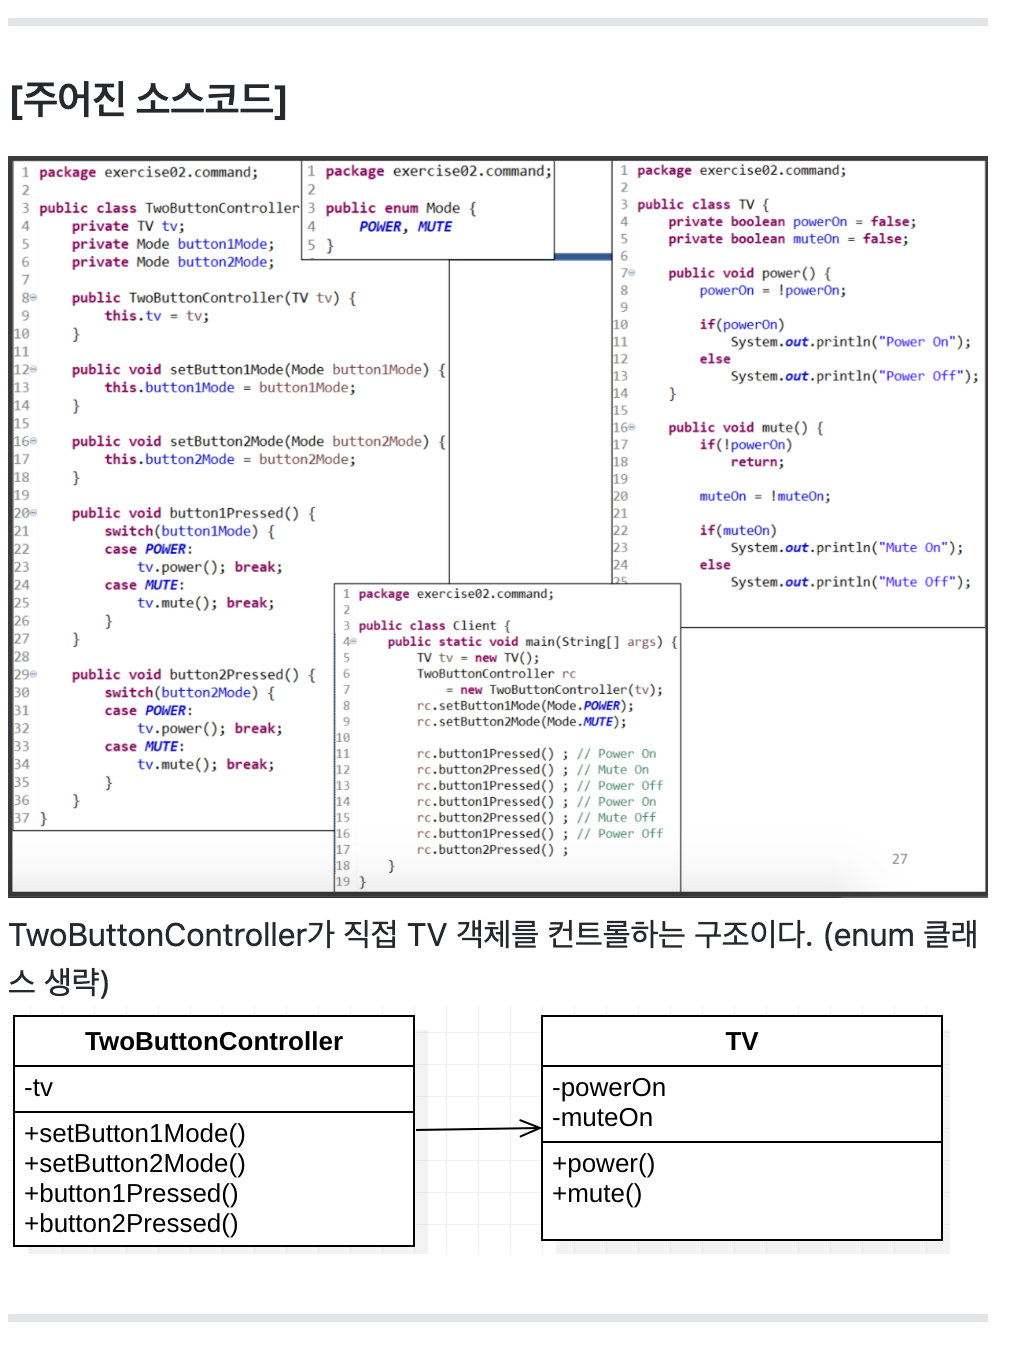 [주어진 소스코드]
1 package exercise02.command;
2
3 public class TwoButtonController
4 private TV tv;
5 private Mode button1Mode;
6 private Mode button2Mode;
7
8 public TwoButtonController(TV tv) {
9 this.tv = tv;
10 }
11
12 public void setButton1Mode(Mode button1Mode) {
13 this.button1Mode = button1Mode;
14 }
15
16 public void setButton2Mode(Mode button2Mode) {
17 this.button2Mode = button2Mode;
18 }
19
20 public void button1Pressed() {
21 switch(button1Mode) {
22 case POWER:
23 tv.power(); break;
24 case MUTE:
25 tv.mute(); break;
26 }
27 }
28
29 public void button2Pressed() {
30 switch(button2Mode) {
31 case POWER:
32 tv.power(); break;
33 case MUTE:
34 tv.mute(); break;
35 }
36 }
37 }
1 package exercise02.command;
2
3 public enum Mode {
4 POWER, MUTE
5 }
1 package exercise02.command;
2
3 public class TV {
4 private boolean powerOn = false;
5 private boolean muteOn = false;
6
7 public void power() {
8 powerOn = !powerOn;
9
10 if(powerOn)
11 System.out.println("Power On");
12 else
13 System.out.println("Power Off");
14 }
15
16 public void mute() {
17 if(!powerOn)
18 return;
19
20 muteOn = !muteOn;
21
22 if(muteOn)
23 System.out.println("Mute On");
24 else
25 System.out.println("Mute Off");
1 package exercise02.command;
2
3 public class Client {
4 public static void main(String[] args) {
5 TV tv = new TV();
6 TwoButtonController rc
7 = new TwoButtonController(tv);
8 rc.setButton1Mode(Mode.POWER);
9 rc.setButton2Mode(Mode.MUTE);
10
11 rc.button1Pressed() ; // Power On
12 rc.button2Pressed() ; // Mute On
13 rc.button1Pressed() ; // Power Off
14 rc.button1Pressed() ; // Power On
15 rc.button2Pressed() ; // Mute Off
16 rc.button1Pressed() ; // Power Off
17 rc.button2Pressed() ;
18 }
19 }
27
TwoButtonController가 직접 TV 객체를 컨트롤하는 구조이다. (enum 클래
스 생략)
TwoButtonController
-tv
+setButton1Mode()
+setButton2Mode()
+button1Pressed()
+button2Pressed()
TV
-powerOn
-muteOn
+power()
+mute()